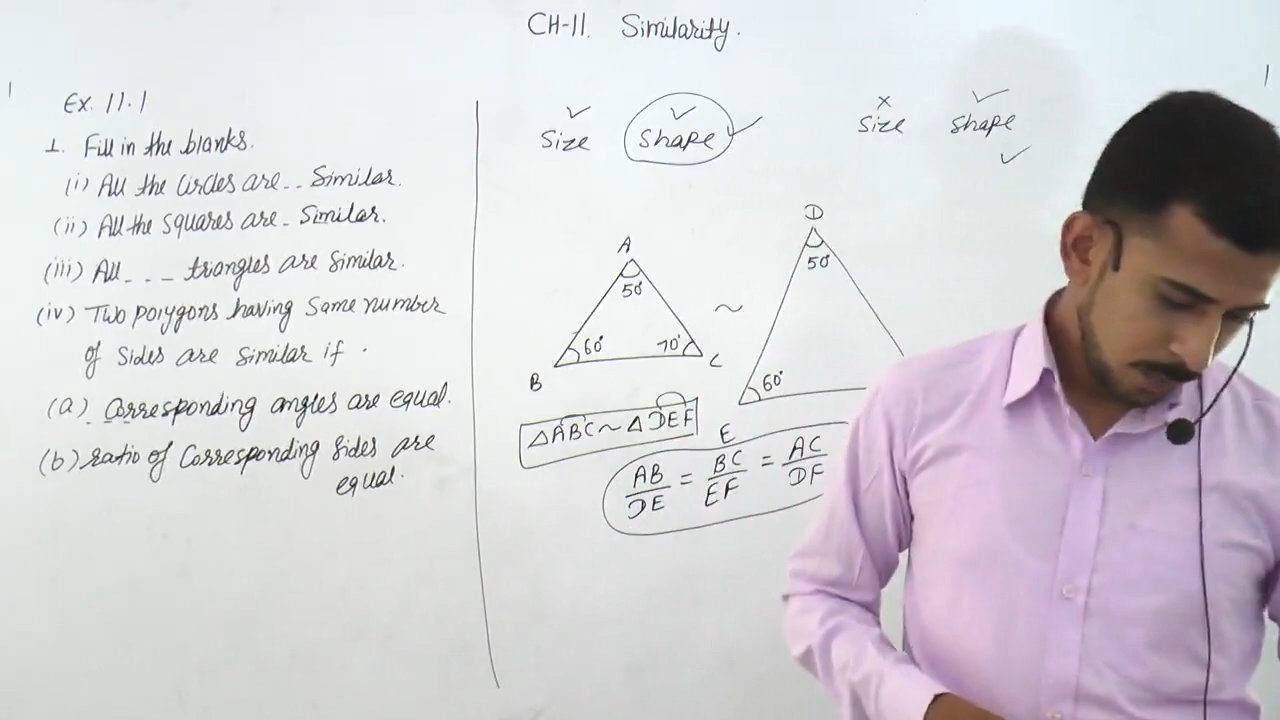 CH-11. Similarity.
Ex. 11.1
1. Fill in the blanks.
(i) All the Circles are -- Similar.
(ii) All the squares are - Similar.
(iii) All --- triangles are Similar.
(iv) Two polygons having Same number
of Sides are Similar if .
(a) Corresponding angles are equal.
(b) ratio of Corresponding Sides are
equal.
Size Shape
Size Shape
A
50°
60° 70°
B C
~
D
50°
60°
E
△ABC ~ △DEF
AB/DE = BC/EF = AC/DF